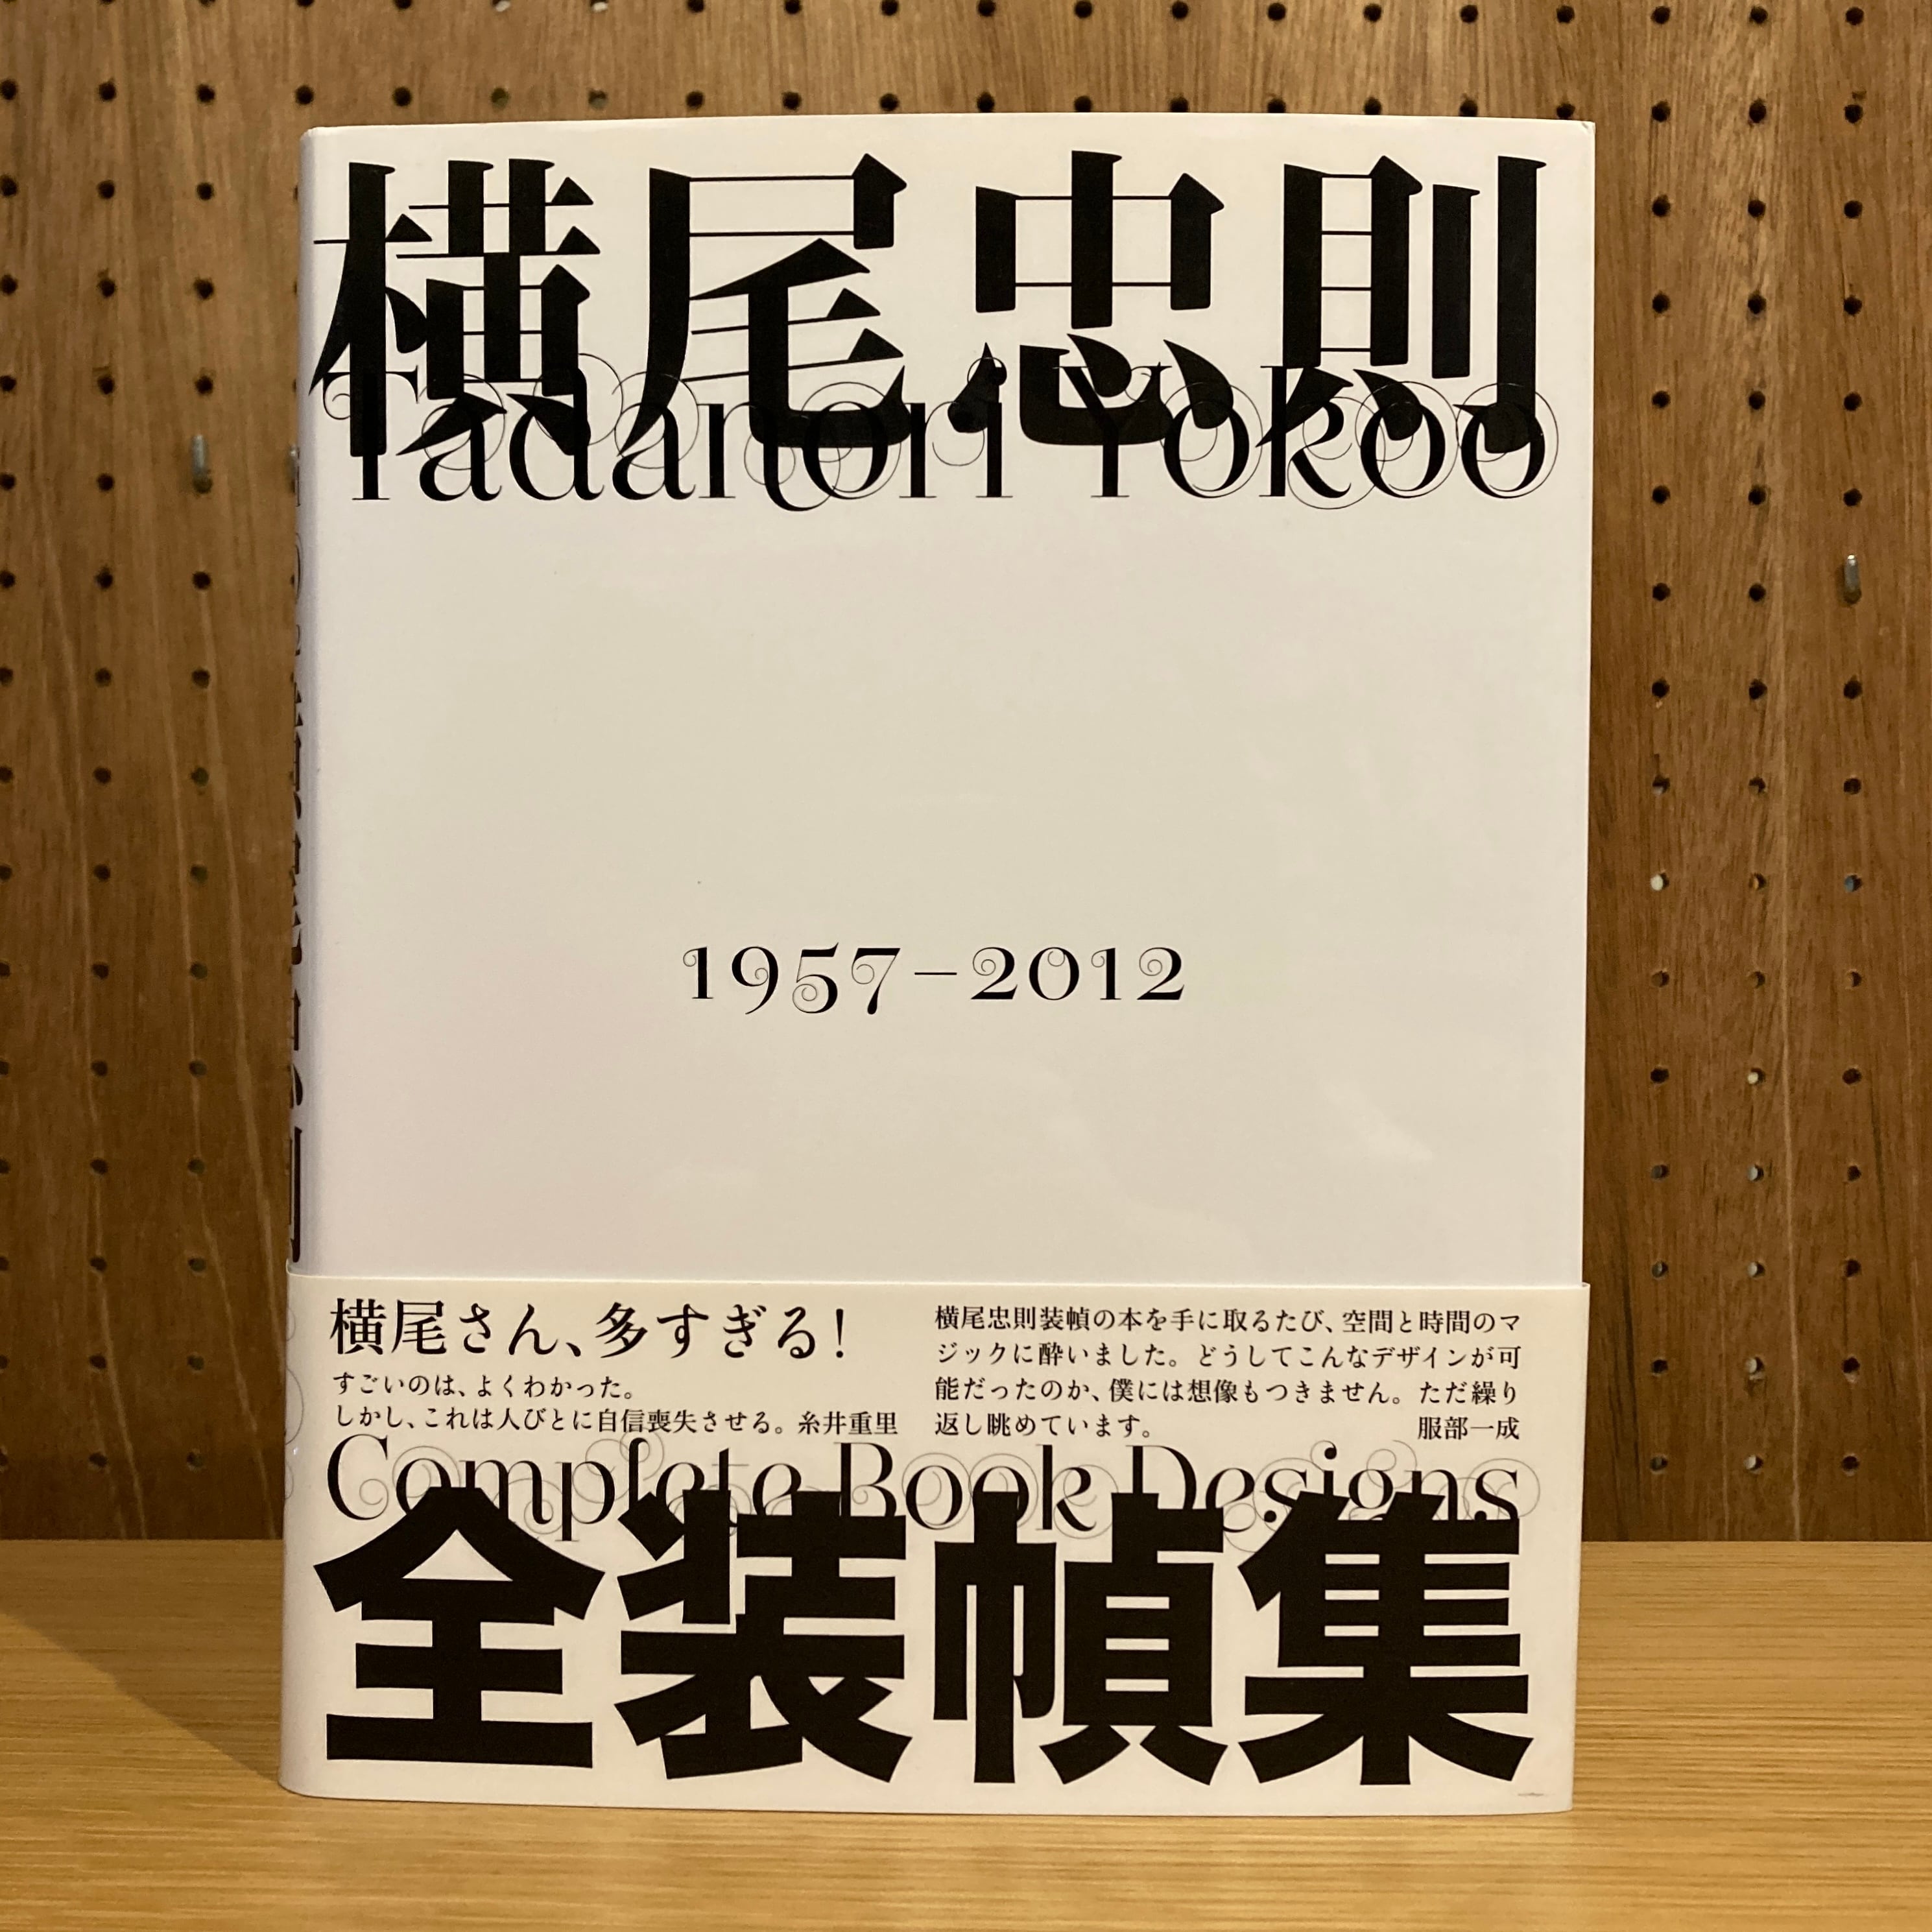 横尾忠則
Tadanori Yokoo
1957–2012
横尾さん、多すぎる！
すごいのは、よくわかった。
しかし、これは人びとに自信喪失させる。糸井重里
横尾忠則装幀の本を手に取るたび、空間と時間のマ
ジックに酔いました。どうしてこんなデザインが可
能だったのか、僕には想像もつきません。ただ繰り
返し眺めています。 服部一成
Complete Book Designs
全装幀集